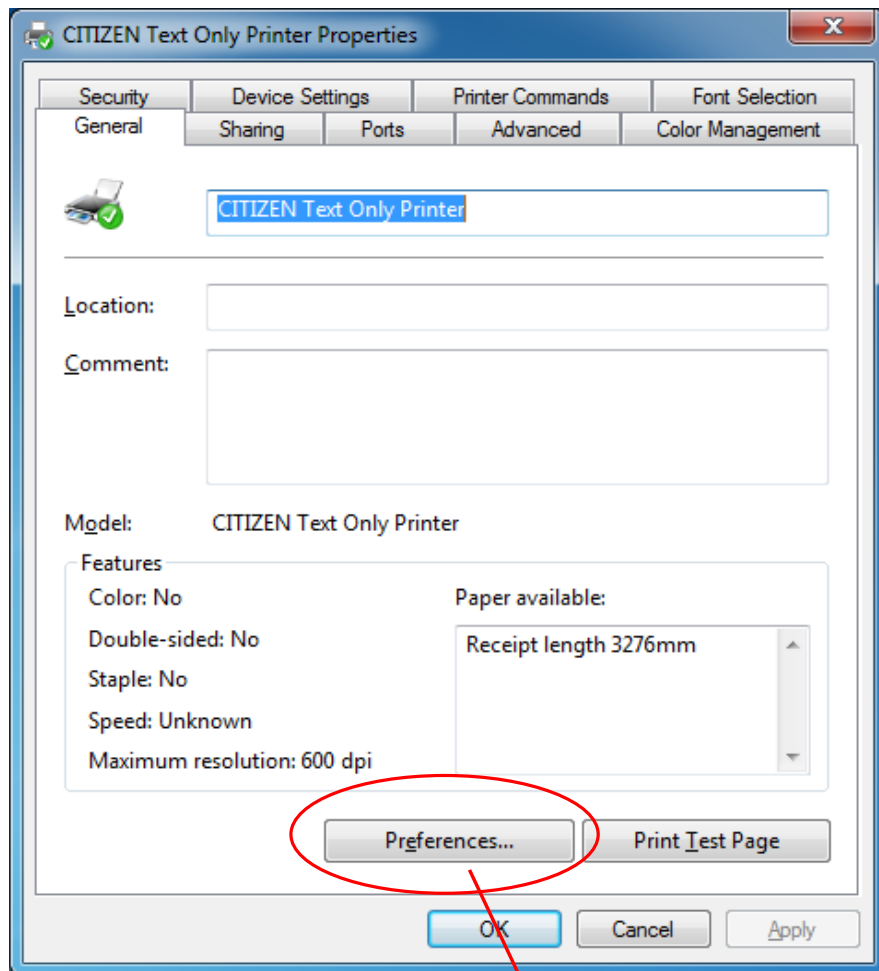 CITIZEN Text Only Printer Properties
x
Security Device Settings Printer Commands Font Selection
General Sharing Ports Advanced Color Management
CITIZEN Text Only Printer
Location:
Comment:
Model: CITIZEN Text Only Printer
Features
Color: No
Double-sided: No
Staple: No
Speed: Unknown
Maximum resolution: 600 dpi
Paper available:
Receipt length 3276mm
Preferences... Print Test Page
OK Cancel Apply